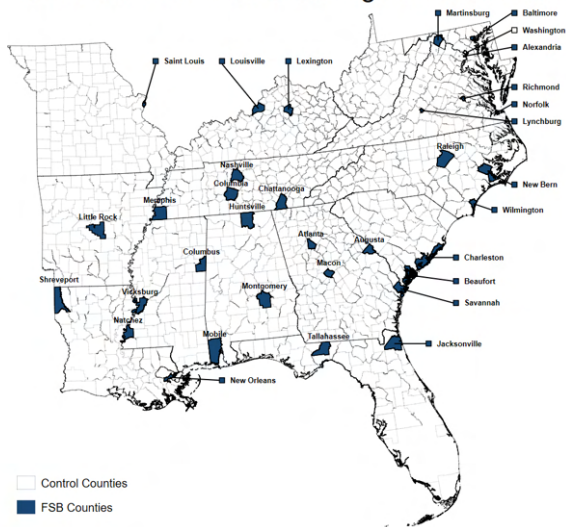 Martinsburg
Baltimore
Washington
Alexandria
Saint Louis
Louisville
Lexington
Richmond
Norfolk
Lynchburg
Raleigh
Nashville
Columbia
Chattanooga
New Bern
Memphis
Huntsville
Wilmington
Little Rock
Atlanta
Augusta
Columbus
Charleston
Macon
Shreveport
Beaufort
Vicksburg
Montgomery
Savannah
Natchez
Mobile
Tallahassee
Jacksonville
New Orleans
Control Counties
FSB Counties